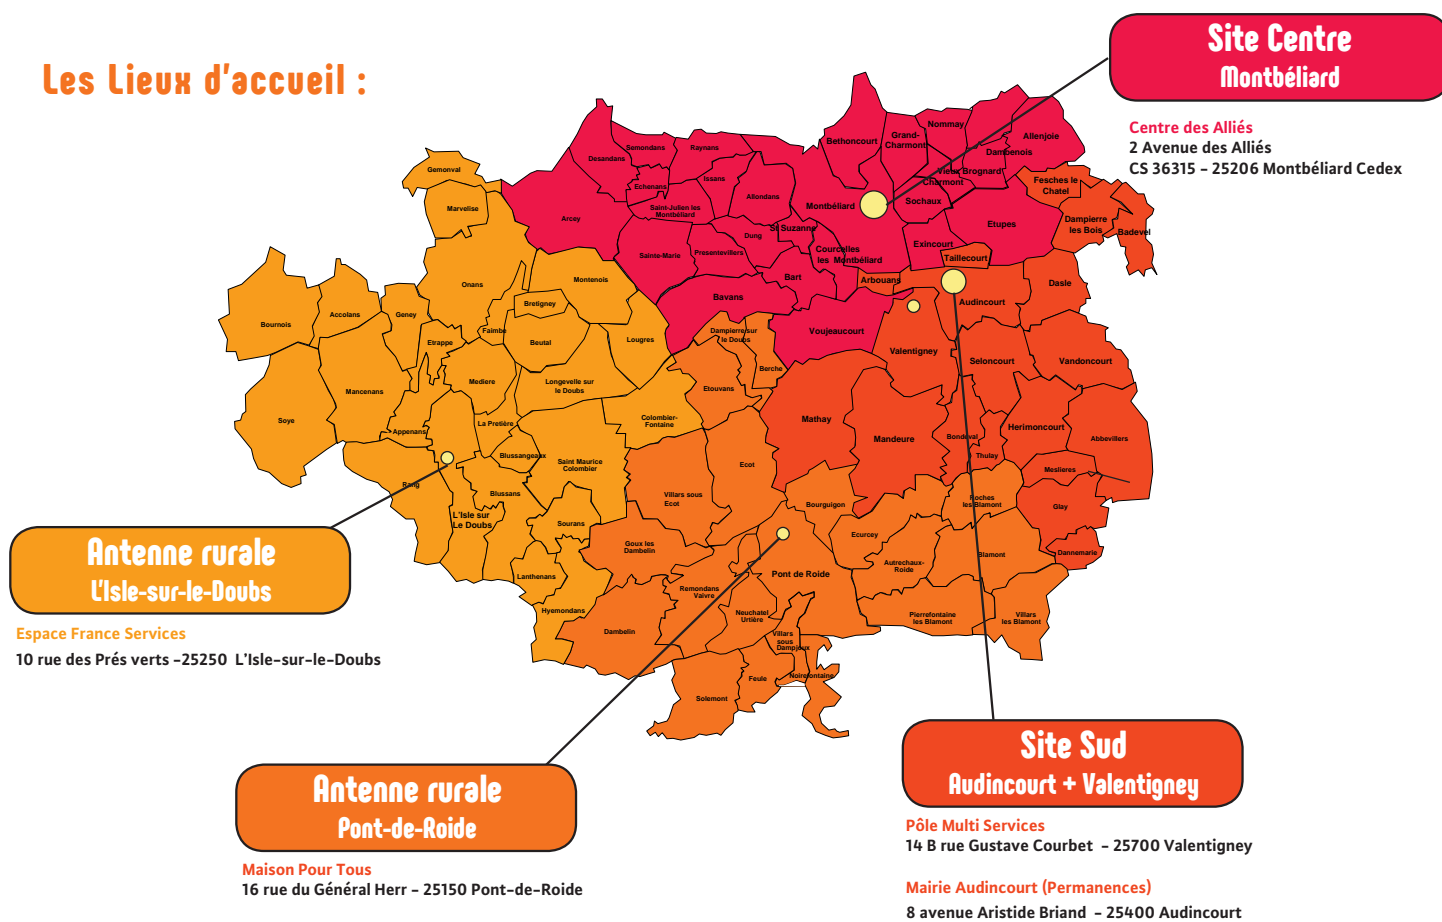 Les Lieux d'accueil :
Site Centre
Montbéliard
Centre des Alliés
2 Avenue des Alliés
CS 36315 - 25206 Montbéliard Cedex
Bethoncourt
Grand-
Charmont
Nommay
Allenjoie
Dambenois
Vieux
Charmont
Brognard
Fesches le
Chatel
Semondans
Raynans
Desandans
Issans
Echenans
Allondans
Saint-Julien les
Montbéliard
Montbéliard
Sochaux
Arcey
Dung
St Suzanne
Etupes
Dampierre
les Bois
Badevel
Sainte-Marie
Presentevillers
Courcelles
les Montbéliard
Exincourt
Taillecourt
Bart
Arbouans
Bavans
Audincourt
Dasle
Voujeaucourt
Gemonval
Marvelise
Onans
Montenois
Bretigney
Bournois
Accolans
Geney
Faimbe
Etrappe
Beutal
Lougres
Dampierre sur
le Doubs
Berche
Valentigney
Seloncourt
Vandoncourt
Mancenans
Mediere
Longevelle sur
le Doubs
Etouvans
Soye
Appenans
La Pretière
Colombier-
Fontaine
Mathay
Mandeure
Bondeval
Thulay
Herimoncourt
Abbevillers
Blussangeaux
Saint Maurice
Colombier
Ecot
Meslieres
Rang
Blussans
Villars sous
Ecot
Bourguigon
Roches
les Blamont
Glay
L'Isle sur
Le Doubs
Sourans
Goux les
Dambelin
Ecurcey
Blamont
Dannemarie
Lanthenans
Pont de Roide
Autrechaux-
Roide
Hyemondans
Remondans
Vaivre
Neuchatel
Urtière
Pierrefontaine
les Blamont
Villars
les Blamont
Dambelin
Villars
sous
Dampjoux
Feule
Noirefontaine
Solemont
Antenne rurale
L'Isle-sur-le-Doubs
Espace France Services
10 rue des Prés verts -25250 L'Isle-sur-le-Doubs
Antenne rurale
Pont-de-Roide
Maison Pour Tous
16 rue du Général Herr - 25150 Pont-de-Roide
Site Sud
Audincourt + Valentigney
Pôle Multi Services
14 B rue Gustave Courbet - 25700 Valentigney
Mairie Audincourt (Permanences)
8 avenue Aristide Briand - 25400 Audincourt